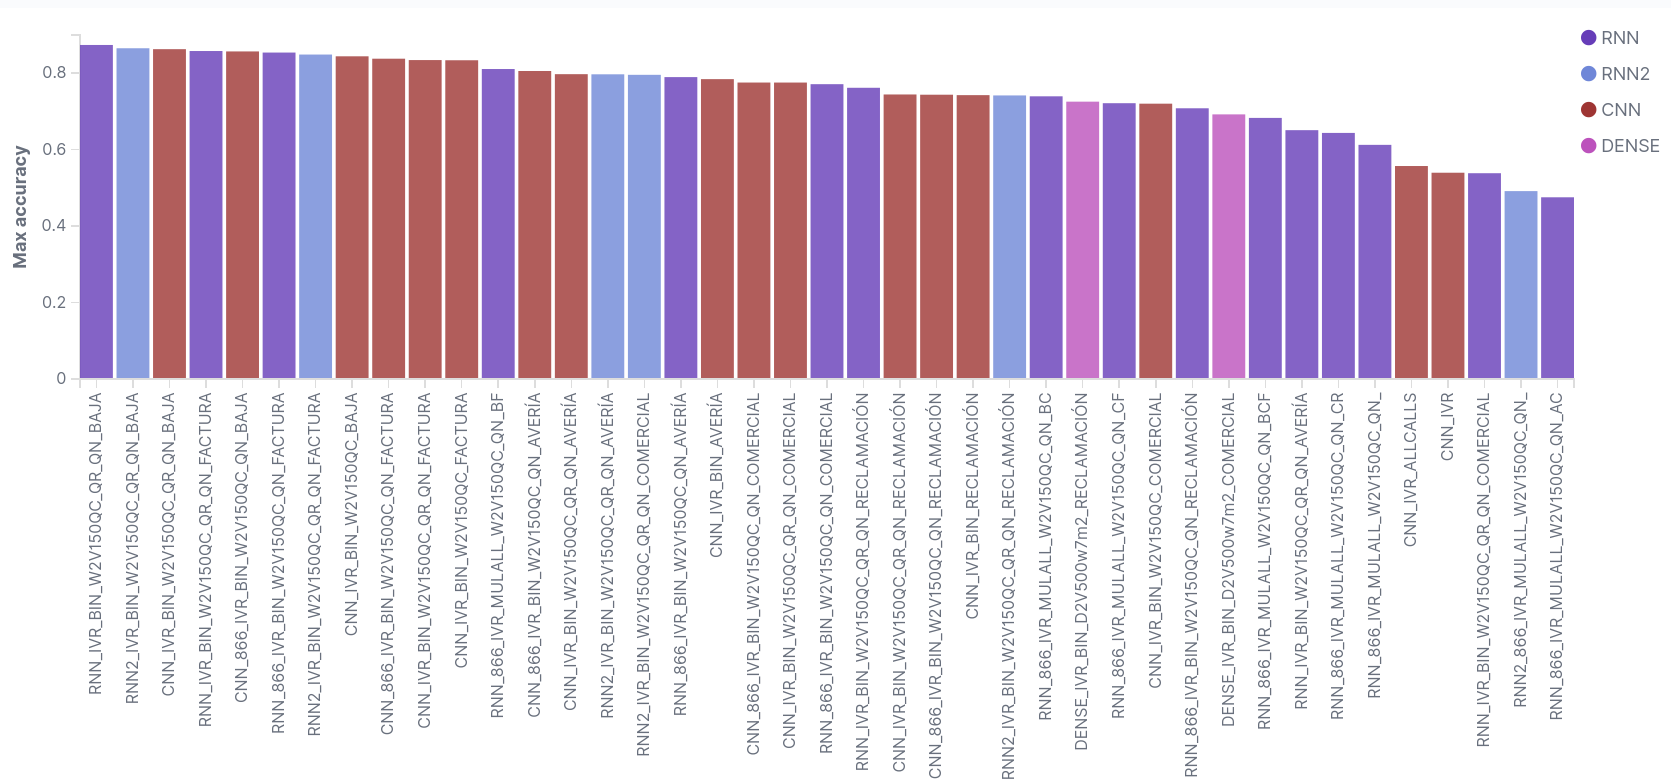 RNN
RNN2
CNN
DENSE
Max accuracy
0.8
0.6
0.4
0.2
0
RNN_IVR_BIN_W2V150QC_QR_QN_BAJA
RNN2_IVR_BIN_W2V150QC_QR_QN_BAJA
CNN_IVR_BIN_W2V150QC_QR_QN_BAJA
RNN_IVR_BIN_W2V150QC_QR_QN_FACTURA
CNN_866_IVR_BIN_W2V150QC_QN_BAJA
RNN_866_IVR_BIN_W2V150QC_QN_FACTURA
RNN2_IVR_BIN_W2V150QC_QR_QN_FACTURA
CNN_IVR_BIN_W2V150QC_BAJA
CNN_866_IVR_BIN_W2V150QC_QN_FACTURA
CNN_IVR_BIN_W2V150QC_QR_QN_FACTURA
CNN_IVR_BIN_W2V150QC_FACTURA
RNN_866_IVR_MULALL_W2V150QC_QN_BF
CNN_866_IVR_BIN_W2V150QC_QN_AVERÍA
CNN_IVR_BIN_W2V150QC_QR_QN_AVERÍA
RNN2_IVR_BIN_W2V150QC_QR_QN_AVERÍA
RNN2_IVR_BIN_W2V150QC_QR_QN_COMERCIAL
RNN_866_IVR_BIN_W2V150QC_QN_AVERÍA
CNN_IVR_BIN_AVERÍA
CNN_866_IVR_BIN_W2V150QC_QN_COMERCIAL
CNN_IVR_BIN_W2V150QC_QR_QN_COMERCIAL
RNN_866_IVR_BIN_W2V150QC_QN_COMERCIAL
RNN_IVR_BIN_W2V150QC_QR_QN_RECLAMACIÓN
CNN_IVR_BIN_W2V150QC_QR_QN_RECLAMACIÓN
CNN_866_IVR_BIN_W2V150QC_QN_RECLAMACIÓN
CNN_IVR_BIN_RECLAMACIÓN
RNN2_IVR_BIN_W2V150QC_QR_QN_RECLAMACIÓN
RNN_866_IVR_MULALL_W2V150QC_QN_BC
DENSE_IVR_BIN_D2V500w7m2_RECLAMACIÓN
RNN_866_IVR_MULALL_W2V150QC_QN_CF
CNN_IVR_BIN_W2V150QC_COMERCIAL
RNN_866_IVR_BIN_W2V150QC_QN_RECLAMACIÓN
DENSE_IVR_BIN_D2V500w7m2_COMERCIAL
RNN_866_IVR_MULALL_W2V150QC_QN_BCF
RNN_IVR_BIN_W2V150QC_QR_QN_AVERÍA
RNN_866_IVR_MULALL_W2V150QC_QN_CR
RNN_866_IVR_MULALL_W2V150QC_QN_
CNN_IVR_ALLCALLS
CNN_IVR
RNN_IVR_BIN_W2V150QC_QR_QN_COMERCIAL
RNN2_866_IVR_MULALL_W2V150QC_QN_
RNN_866_IVR_MULALL_W2V150QC_QN_AC